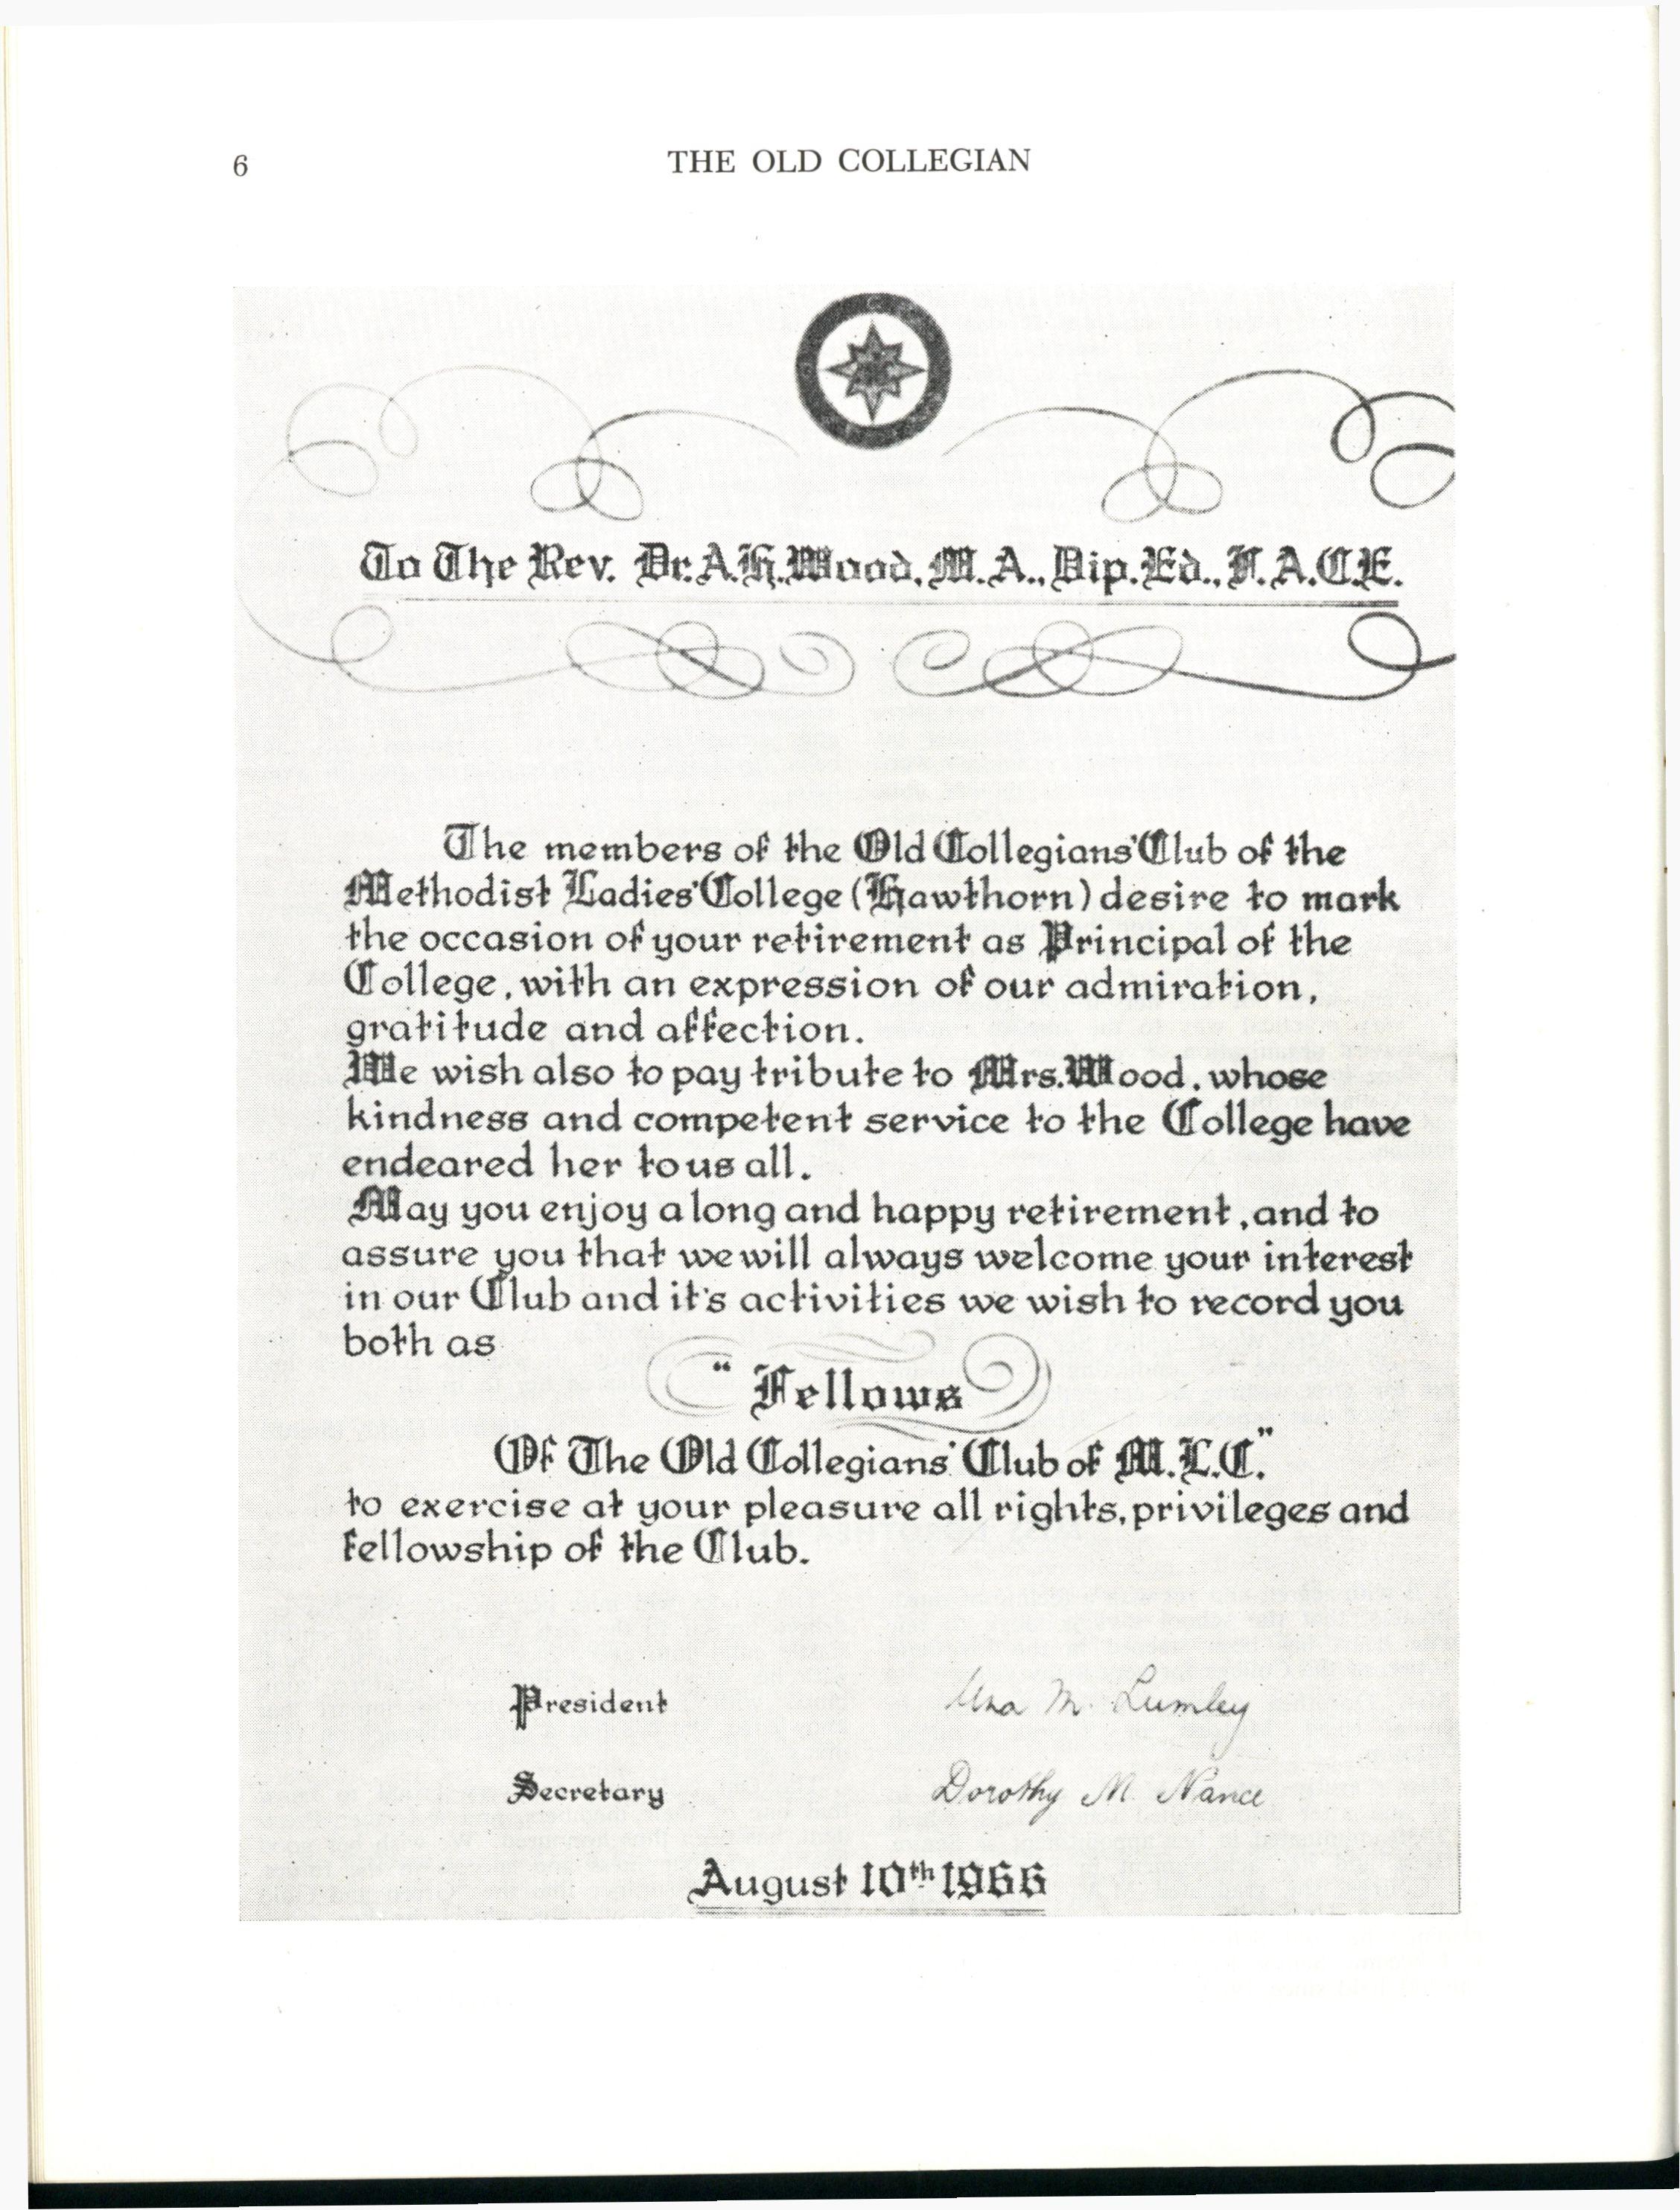 6
THE OLD COLLEGIAN
To The Rev. Dr. A.H. Wood, M.A., Dip.Ed., F.A.C.E.
The members of the Old Collegians' Club of the
Methodist Ladies' College (Hawthorn) desire to mark
the occasion of your retirement as Principal of the
College, with an expression of our admiration,
gratitude and affection.
We wish also to pay tribute to Mrs. Wood, whose
kindness and competent service to the College have
endeared her to us all.
May you enjoy a long and happy retirement, and to
assure you that we will always welcome your interest
in our Club and it's activities we wish to record you
both as
"Fellows
Of The Old Collegians' Club of M.L.C."
to exercise at your pleasure all rights, privileges and
fellowship of the Club.
President Una M. Lumley
Secretary Dorothy M. Nance
August 10th 1966